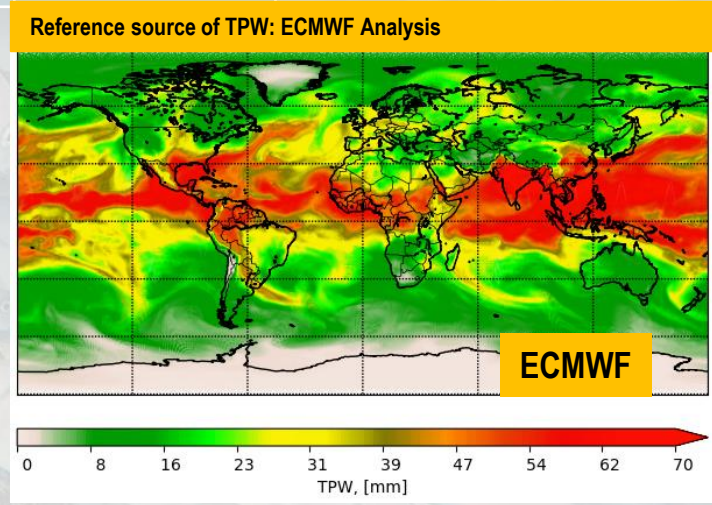 Reference source of TPW: ECMWF Analysis
ECMWF
0 8 16 23 31 39 47 54 62 70
TPW, [mm]